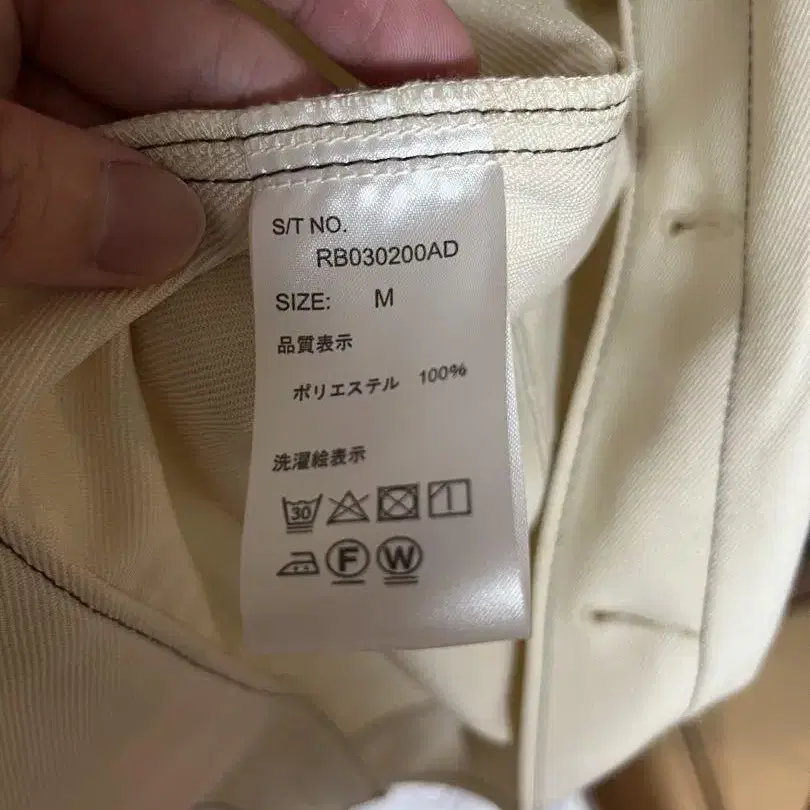 S/T NO.
RB030200AD
SIZE: M
品質表示
ポリエステル 100%
洗濯絵表示
30
F W